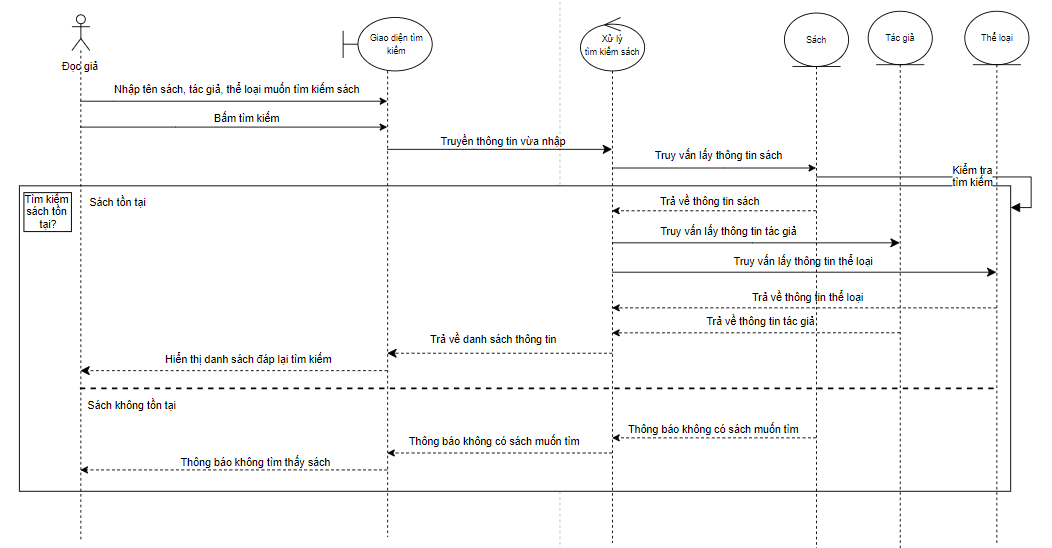 Đọc giả
Giao diện tìm
kiếm
Xử lý
tìm kiếm sách
Sách
Tác giả
Thể loại
Nhập tên sách, tác giả, thể loại muốn tìm kiếm sách
Bấm tìm kiếm
Truyền thông tin vừa nhập
Truy vấn lấy thông tin sách
Kiểm tra
tìm kiếm
Tìm kiếm
sách tồn
tại?
Sách tồn tại
Trả về thông tin sách
Truy vấn lấy thông tin tác giả
Truy vấn lấy thông tin thể loại
Trả về thông tin thể loại
Trả về thông tin tác giả
Trả về danh sách thông tin
Hiển thị danh sách đáp lại tìm kiếm
Sách không tồn tại
Thông báo không có sách muốn tìm
Thông báo không có sách muốn tìm
Thông báo không tìm thấy sách